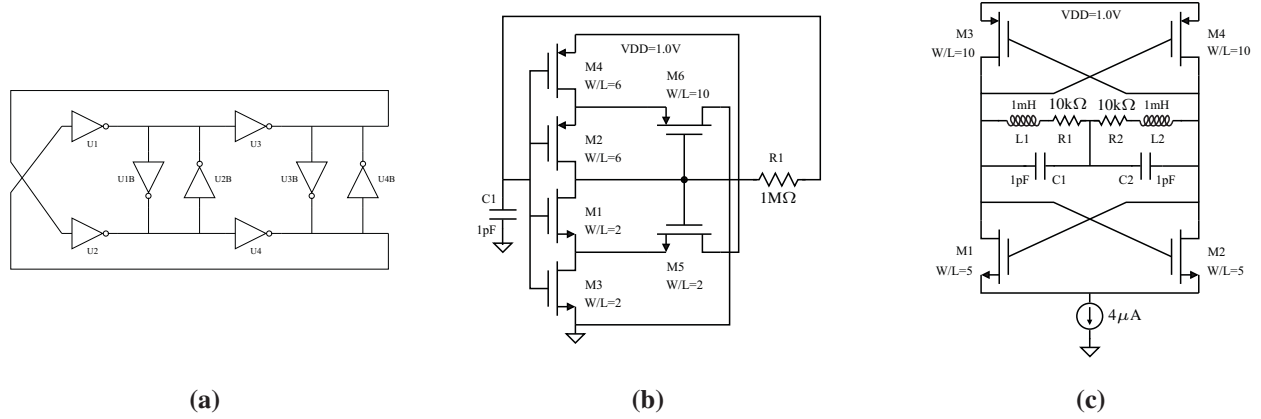 U1
U3
U1B
U2B
U3B
U4B
U2
U4
(a)
VDD=1.0V
M4
W/L=6
M6
W/L=10
M2
W/L=6
R1
1MΩ
C1
1pF
M1
W/L=2
M5
W/L=2
M3
W/L=2
(b)
VDD=1.0V
M3
W/L=10
M4
W/L=10
1mH 10kΩ 10kΩ 1mH
L1 R1 R2 L2
1pF C1 C2 1pF
M1
W/L=5
M2
W/L=5
4μA
(c)